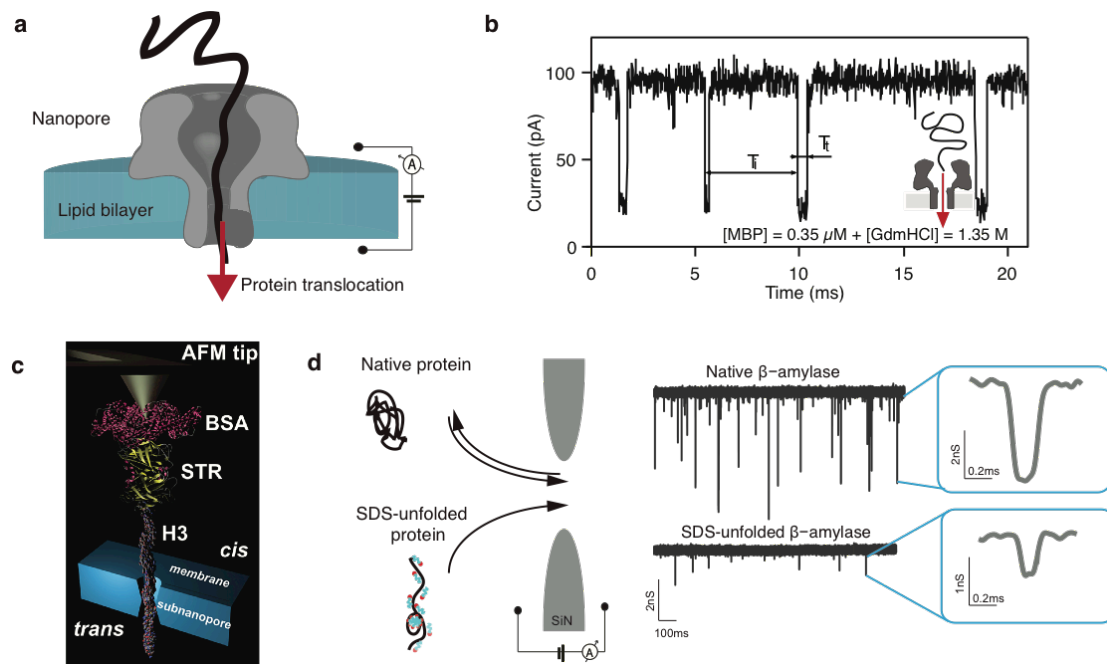 a
Nanopore
A
Lipid bilayer
Protein translocation
b
Current (pA)
100
50
0
Ti
Tt
[MBP] = 0.35 µM + [GdmHCl] = 1.35 M
0
5
10
15
20
Time (ms)
c
AFM tip
BSA
STR
H3
cis
membrane
subnanopore
trans
d
Native protein
SDS-unfolded
protein
SiN
A
Native β−amylase
SDS-unfolded β−amylase
2nS
100ms
2nS
0.2ms
1nS
0.2ms